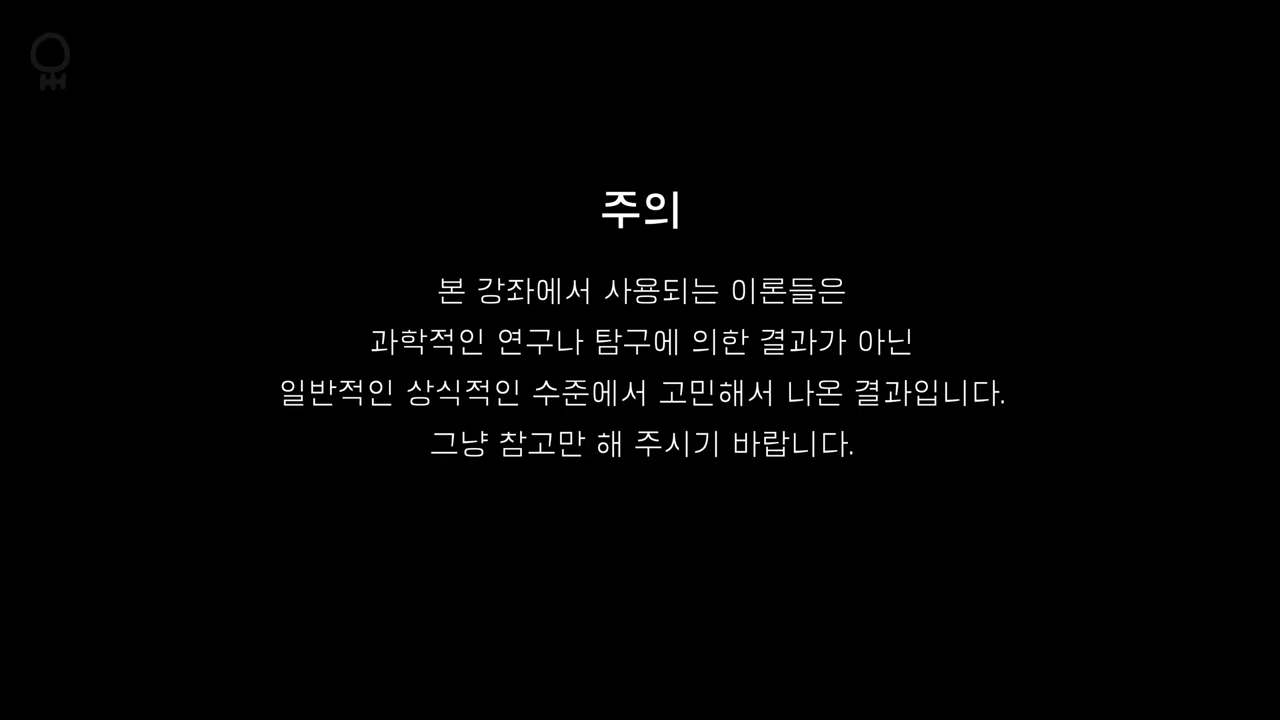 주의
본 강좌에서 사용되는 이론들은
과학적인 연구나 탐구에 의한 결과가 아닌
일반적인 상식적인 수준에서 고민해서 나온 결과입니다.
그냥 참고만 해 주시기 바랍니다.